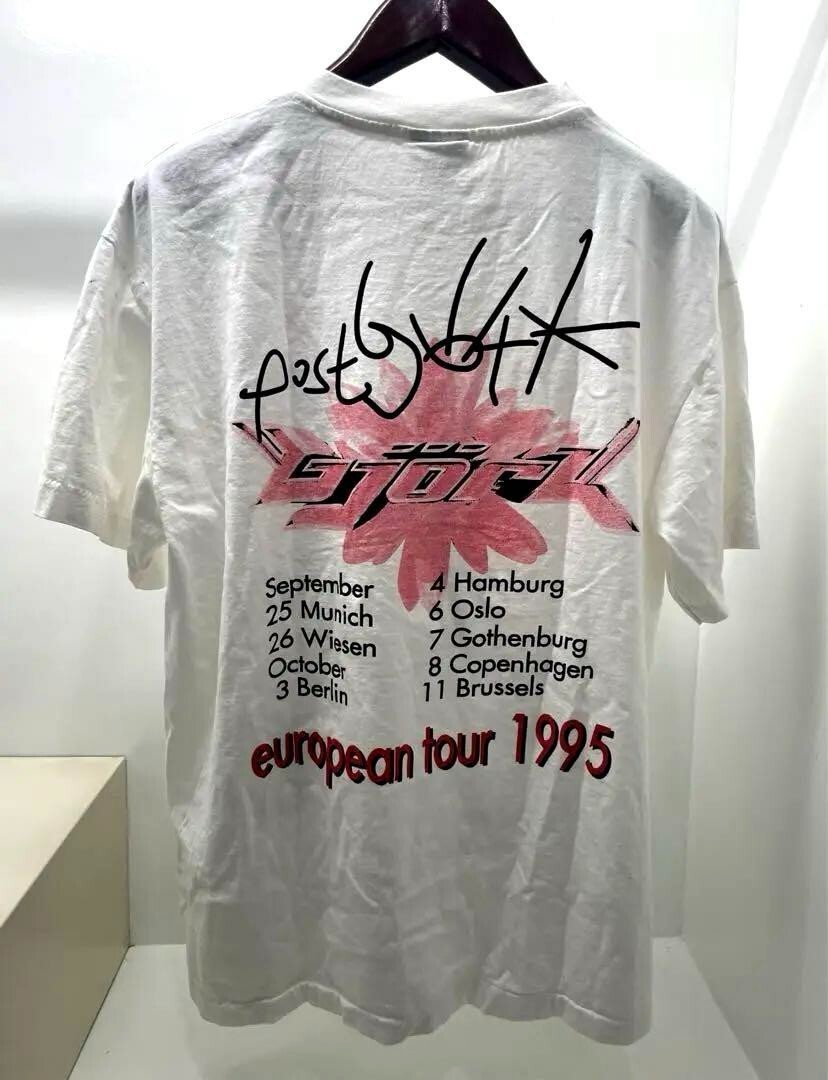 post
björk
September
25 Munich
26 Wiesen
October
3 Berlin
4 Hamburg
6 Oslo
7 Gothenburg
8 Copenhagen
11 Brussels
european tour 1995